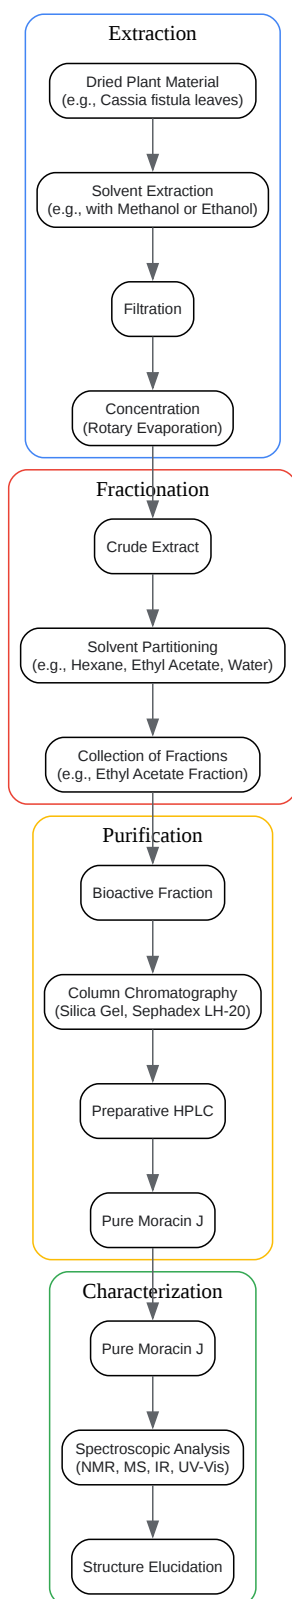 Extraction
Dried Plant Material
(e.g., Cassia fistula leaves)
Solvent Extraction
(e.g., with Methanol or Ethanol)
Filtration
Concentration
(Rotary Evaporation)
Fractionation
Crude Extract
Solvent Partitioning
(e.g., Hexane, Ethyl Acetate, Water)
Collection of Fractions
(e.g., Ethyl Acetate Fraction)
Purification
Bioactive Fraction
Column Chromatography
(Silica Gel, Sephadex LH-20)
Preparative HPLC
Pure Moracin J
Characterization
Pure Moracin J
Spectroscopic Analysis
(NMR, MS, IR, UV-Vis)
Structure Elucidation